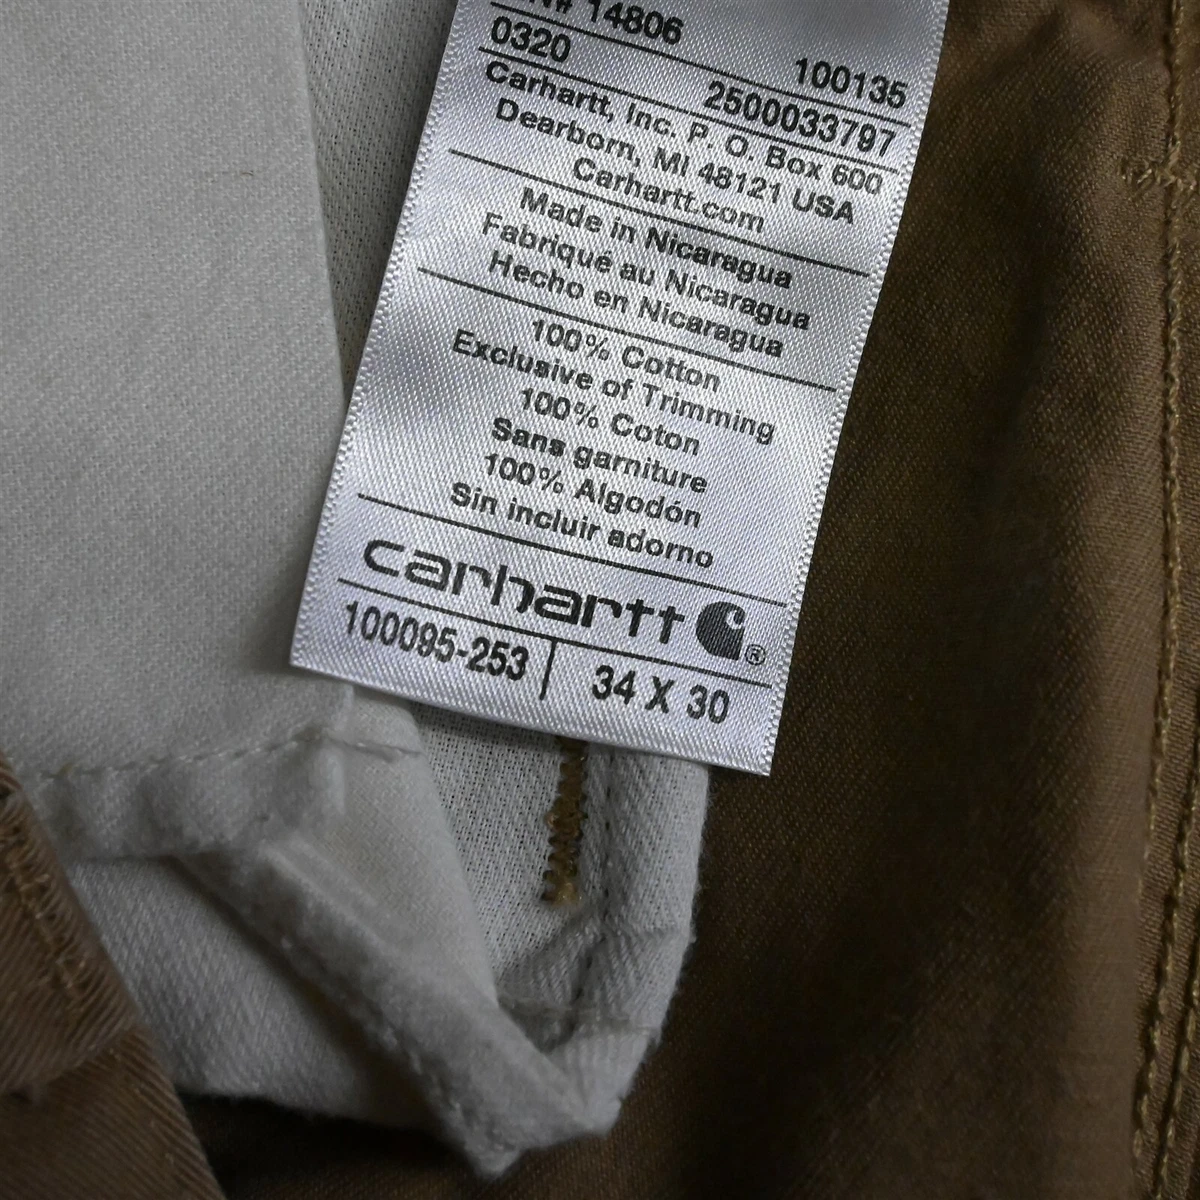 14806
100135
0320
2500033797
Carhartt, Inc. P. O. Box 600
Dearborn, MI 48121 USA
Carhartt.com
Made in Nicaragua
Fabriqué au Nicaragua
Hecho en Nicaragua
100% Cotton
Exclusive of Trimming
100% Coton
Sans garniture
100% Algodón
Sin incluir adorno
carhartt ®
100095-253 | 34 X 30